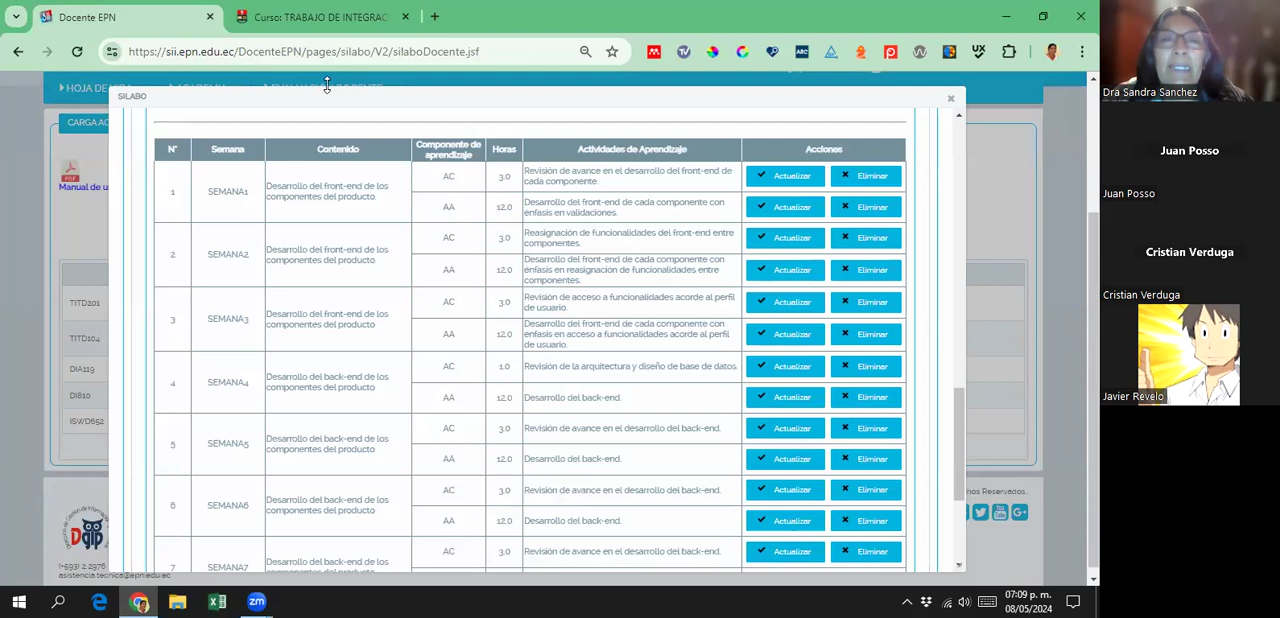 Docente EPN
Curso: TRABAJO DE INTEGRAC
https://sii.epn.edu.ec/DocenteEPN/pages/silabo/V2/silaboDocente.jsf
HOJA DE
SILABO
CARGA A
Manual de u
TITD201
TITD104
DIA119
DI810
ISWD652
N° Semana Contenido Componente de aprendizaje Horas Actividades de Aprendizaje Acciones
1 SEMANA1 Desarrollo del front-end de los componentes del producto
AC 3.0 Revisión de avance en el desarrollo del front-end de cada componente. Actualizar Eliminar
AA 12.0 Desarrollo del front-end de cada componente con énfasis en validaciones. Actualizar Eliminar
2 SEMANA2 Desarrollo del front-end de los componentes del producto
AC 3.0 Reasignación de funcionalidades del front-end entre componentes. Actualizar Eliminar
AA 12.0 Desarrollo del front-end de cada componente con énfasis en reasignación de funcionalidades entre componentes. Actualizar Eliminar
3 SEMANA3 Desarrollo del front-end de los componentes del producto
AC 3.0 Revisión de acceso a funcionalidades acorde al perfil de usuario. Actualizar Eliminar
AA 12.0 Desarrollo del front-end de cada componente con énfasis en acceso a funcionalidades acorde al perfil de usuario. Actualizar Eliminar
4 SEMANA4 Desarrollo del back-end de los componentes del producto
AC 1.0 Revisión de la arquitectura y diseño de base de datos. Actualizar Eliminar
AA 12.0 Desarrollo del back-end. Actualizar Eliminar
5 SEMANA5 Desarrollo del back-end de los componentes del producto
AC 3.0 Revisión de avance en el desarrollo del back-end. Actualizar Eliminar
AA 12.0 Desarrollo del back-end. Actualizar Eliminar
6 SEMANA6 Desarrollo del back-end de los componentes del producto
AC 3.0 Revisión de avance en el desarrollo del back-end. Actualizar Eliminar
AA 12.0 Desarrollo del back-end. Actualizar Eliminar
7 SEMANA7 Desarrollo del back-end de los componentes del producto
AC 3.0 Revisión de avance en el desarrollo del back-end. Actualizar Eliminar
hos Reservados.
(+593) 2 2976
asistencia.tecnica@epn.edu.ec
07:09 p. m.
08/05/2024
Dra Sandra Sanchez
Juan Posso
Juan Posso
Cristian Verduga
Cristian Verduga
Javier Revelo